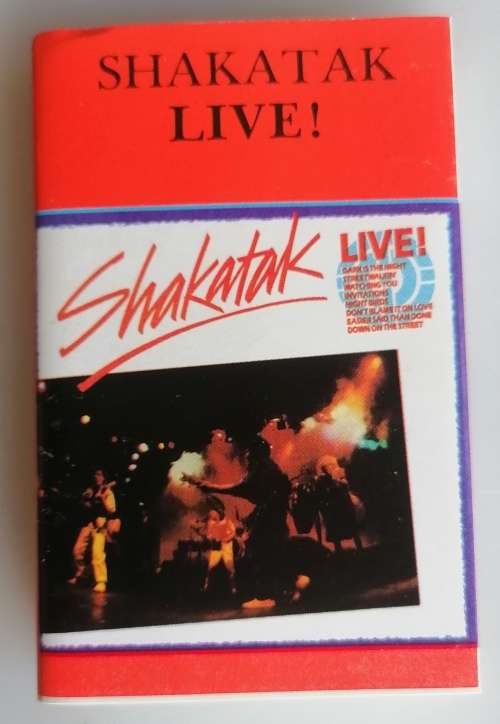 SHAKATAK
LIVE!
Shakatak
LIVE!
DARK IS THE NIGHT
STREETWALKIN'
WATCHING YOU
INVITATIONS
NIGHT BIRDS
DON'T BLAME IT ON LOVE
EASIER SAID THAN DONE
DOWN ON THE STREET